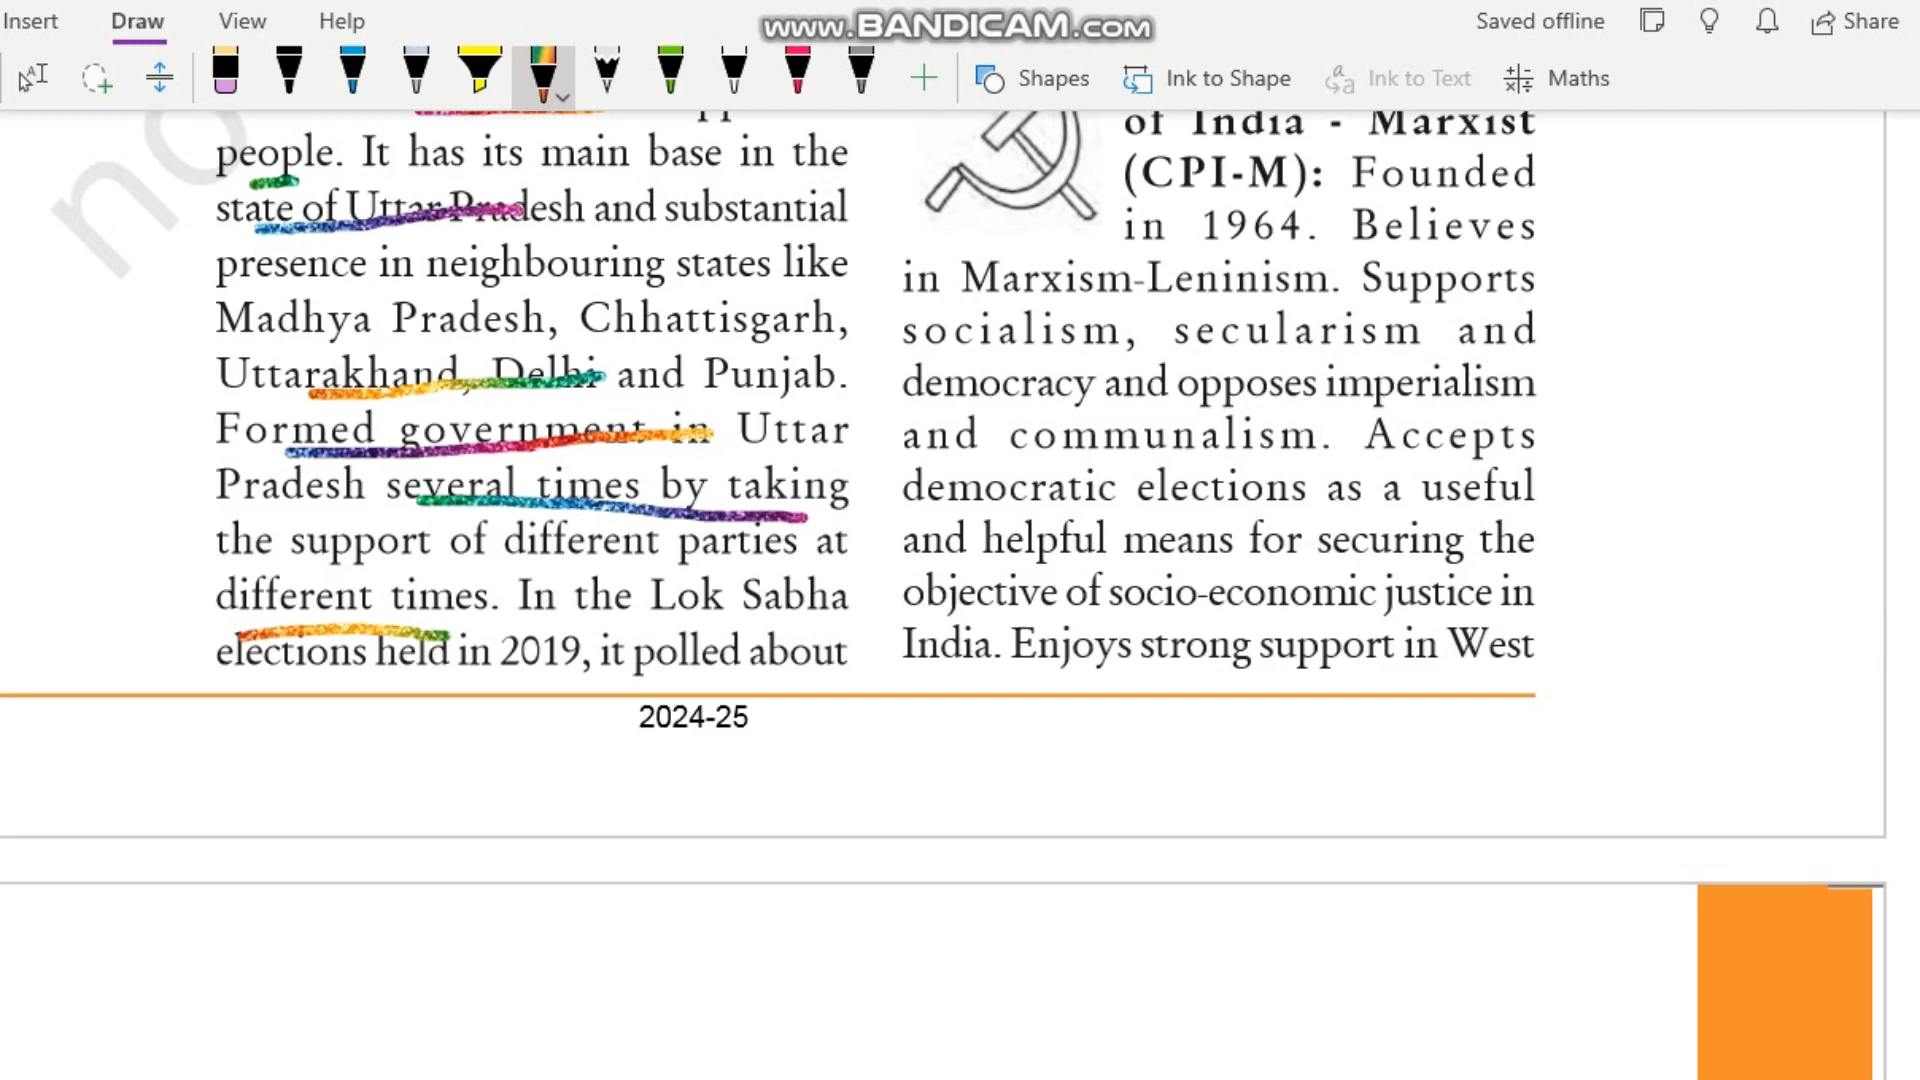 Insert Draw View Help
www.BANDICAM.com
Saved offline
Share
Shapes
Ink to Shape
Ink to Text
Maths
no
people. It has its main base in the
state of Uttar Pradesh and substantial
presence in neighbouring states like
Madhya Pradesh, Chhattisgarh,
Uttarakhand, Delhi and Punjab.
Formed government in Uttar
Pradesh several times by taking
the support of different parties at
different times. In the Lok Sabha
elections held in 2019, it polled about
of India - Marxist
(CPI-M): Founded
in 1964. Believes
in Marxism-Leninism. Supports
socialism, secularism and
democracy and opposes imperialism
and communalism. Accepts
democratic elections as a useful
and helpful means for securing the
objective of socio-economic justice in
India. Enjoys strong support in West
2024-25